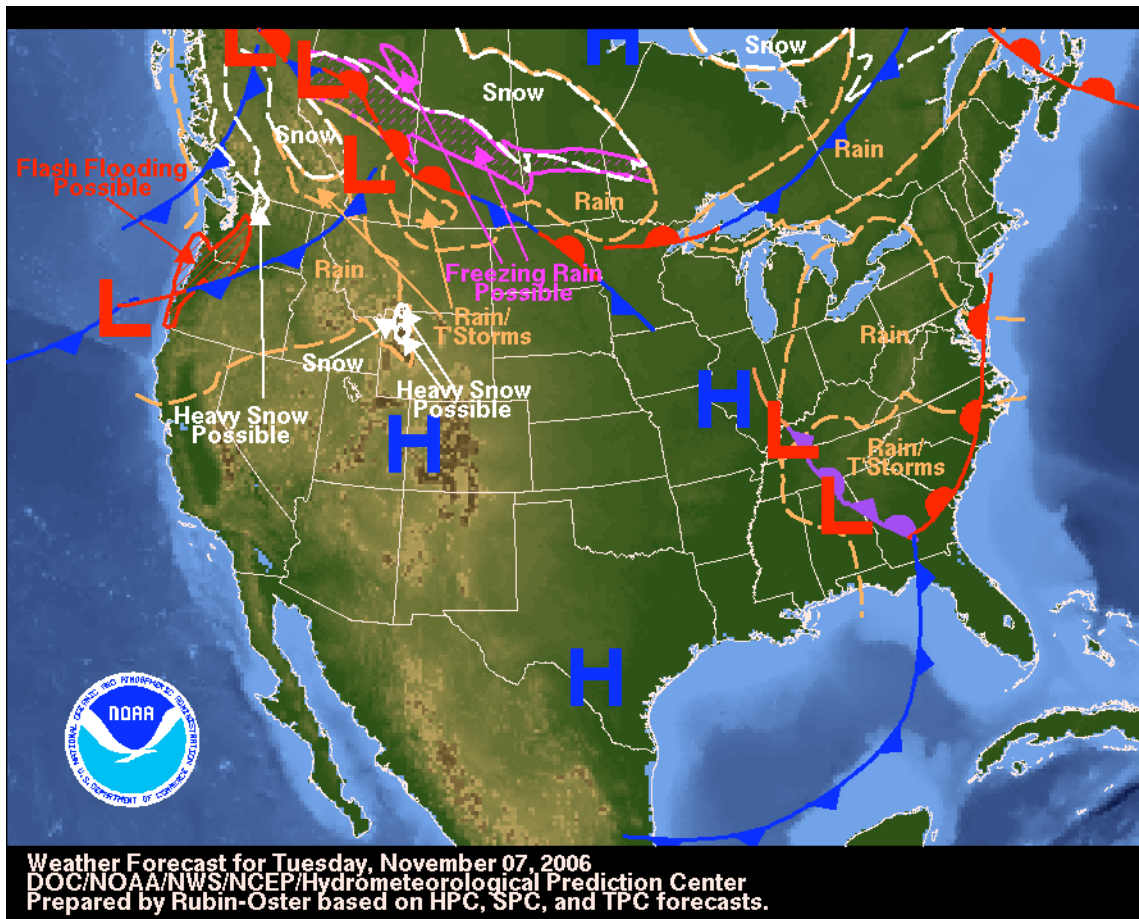 H
Snow
L
L
Snow
Snow
L
Rain
Flash Flooding
Possible
Rain
L
Rain
Freezing Rain
Possible
Rain/
T'Storms
Rain
Snow
Heavy Snow
Possible
Heavy Snow
Possible
H
H
L
Rain/
T'Storms
L
H
NATIONAL OCEANIC AND ATMOSPHERIC ADMINISTRATION
NOAA
U.S. DEPARTMENT OF COMMERCE
Weather Forecast for Tuesday, November 07, 2006
DOC/NOAA/NWS/NCEP/Hydrometeorological Prediction Center
Prepared by Rubin-Oster based on HPC, SPC, and TPC forecasts.